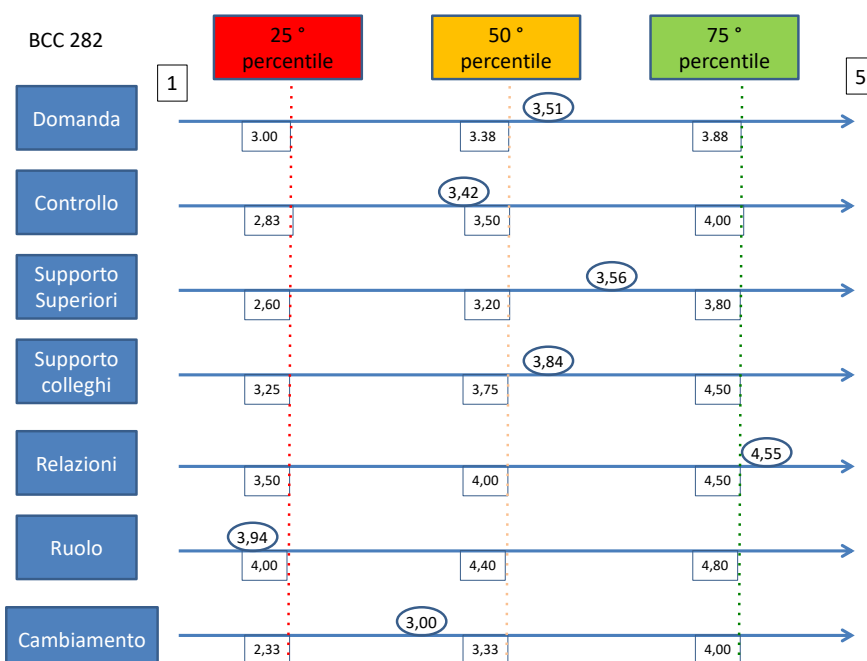 BCC 282
25 °
percentile
50 °
percentile
75 °
percentile
1
5
Domanda
3,51
3.00
3.38
3.88
Controllo
3,42
2,83
3,50
4,00
Supporto
Superiori
3,56
2,60
3,20
3,80
Supporto
colleghi
3,84
3,25
3,75
4,50
Relazioni
4,55
3,50
4,00
4,50
Ruolo
3,94
4,00
4,40
4,80
Cambiamento
3,00
2,33
3,33
4,00